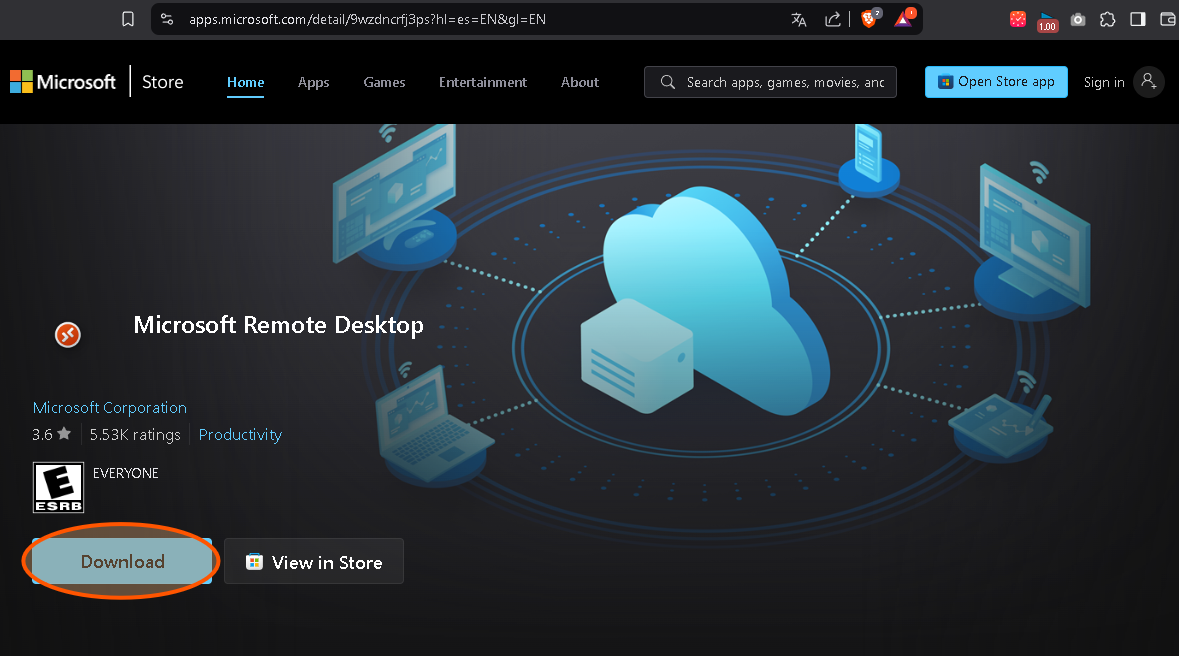 apps.microsoft.com/detail/9wzdncrfj3ps?hl=es=EN&gl=EN
2
1.00
Microsoft Store
Home Apps Games Entertainment About
Search apps, games, movies, anc
Open Store app
Sign in
Microsoft Remote Desktop
Microsoft Corporation
3.6 5.53K ratings Productivity
E
ESRB
EVERYONE
Download
View in Store